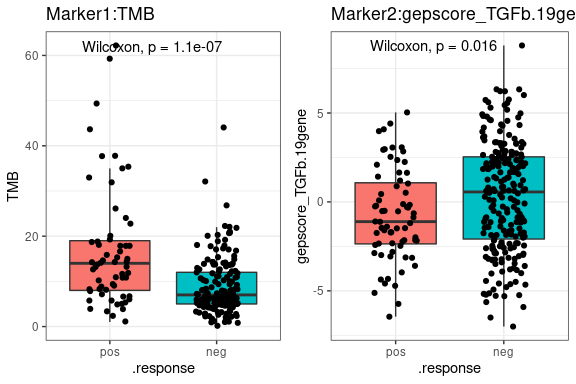 Marker1:TMB
Wilcoxon, p = 1.1e-07
TMB
60
40
20
0
pos
neg
.response
Marker2:gepscore_TGFb.19ge
Wilcoxon, p = 0.016
gepscore_TGFb.19gene
5
0
-5
pos
neg
.response